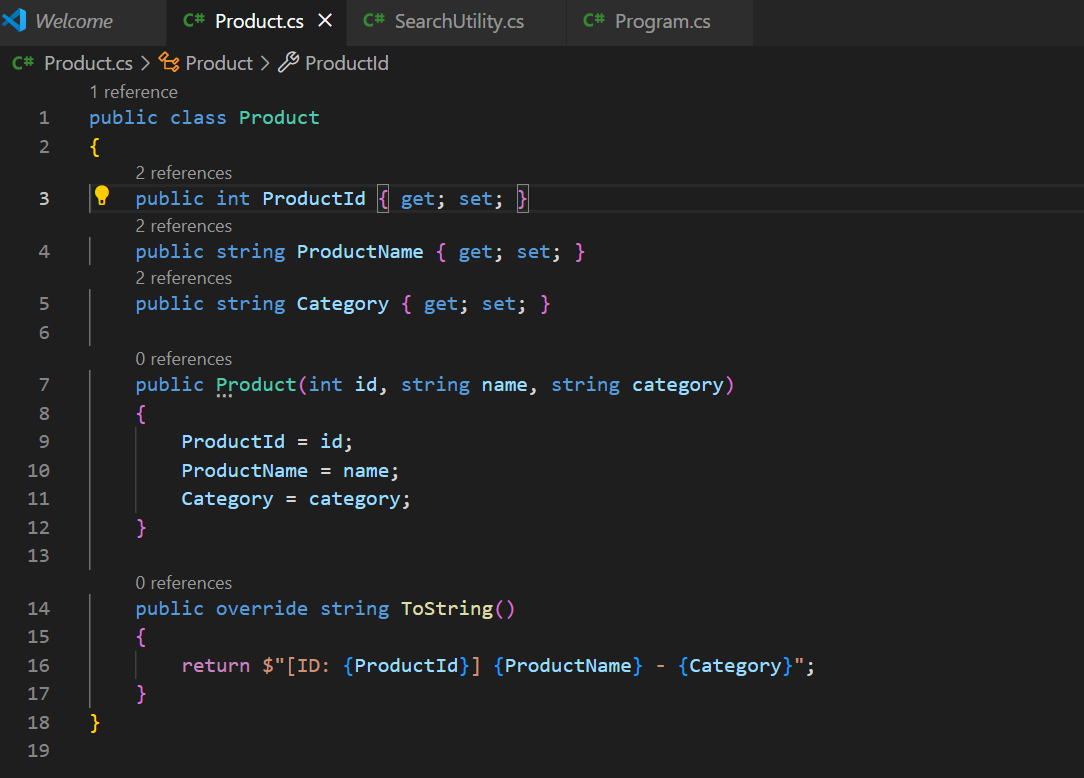 Welcome C# Product.cs × C# SearchUtility.cs C# Program.cs
C# Product.cs > Product > ProductId
1 reference
1 public class Product
2 {
2 references
3 public int ProductId { get; set; }
2 references
4 public string ProductName { get; set; }
2 references
5 public string Category { get; set; }
6
0 references
7 public Product(int id, string name, string category)
8 {
9 ProductId = id;
10 ProductName = name;
11 Category = category;
12 }
13
0 references
14 public override string ToString()
15 {
16 return $"[ID: {ProductId}] {ProductName} - {Category}";
17 }
18 }
19